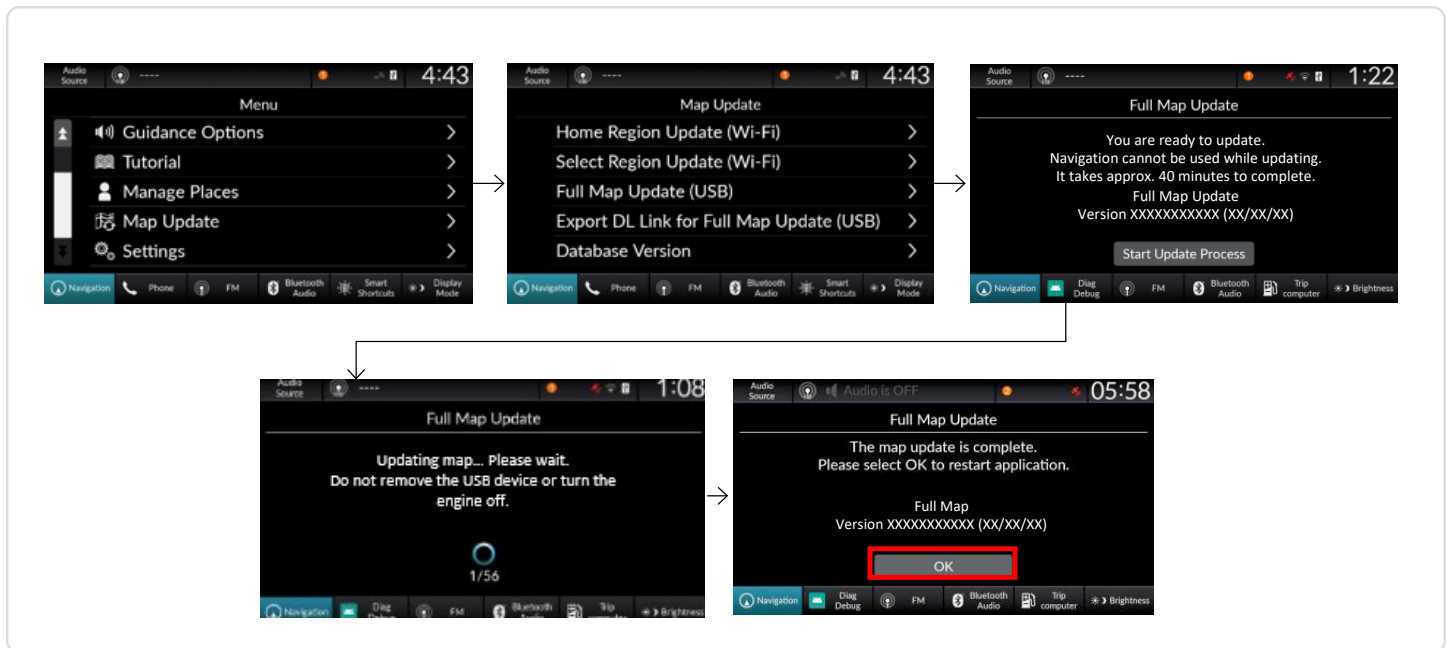 Audio
Source
----
4:43
Menu
Guidance Options
Tutorial
Manage Places
Map Update
Settings
Navigation
Phone
FM
Bluetooth
Audio
Smart
Shortcuts
Display
Mode
Audio
Source
----
4:43
Map Update
Home Region Update (Wi-Fi)
Select Region Update (Wi-Fi)
Full Map Update (USB)
Export DL Link for Full Map Update (USB)
Database Version
Navigation
Phone
FM
Bluetooth
Audio
Smart
Shortcuts
Display
Mode
Audio
Source
----
1:22
Full Map Update
You are ready to update.
Navigation cannot be used while updating.
It takes approx. 40 minutes to complete.
Full Map Update
Version XXXXXXXXXXX (XX/XX/XX)
Start Update Process
Navigation
Diag
Debug
FM
Bluetooth
Audio
Trip
computer
Brightness
Audio
Source
----
1:08
Full Map Update
Updating map... Please wait.
Do not remove the USB device or turn the
engine off.
1/56
Navigation
Diag
Debug
FM
Bluetooth
Audio
Trip
computer
Brightness
Audio
Source
Audio is OFF
05:58
Full Map Update
The map update is complete.
Please select OK to restart application.
Full Map
Version XXXXXXXXXXX (XX/XX/XX)
OK
Navigation
Diag
Debug
FM
Bluetooth
Audio
Trip
computer
Brightness